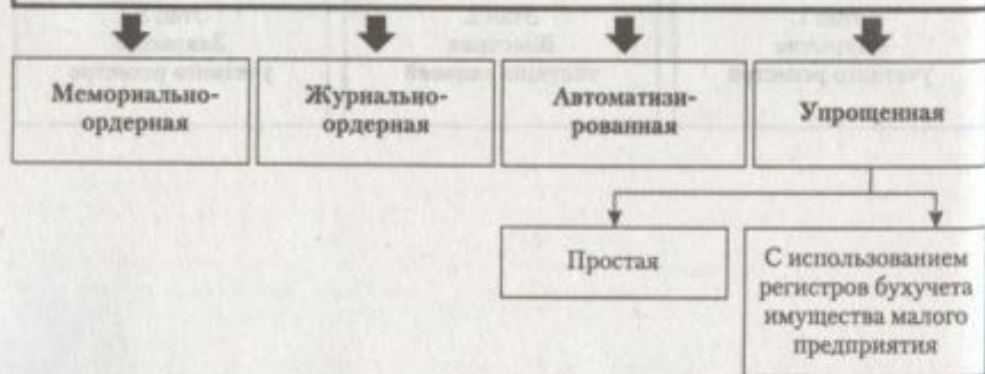 Мемориально-
ордерная
Журнально-
ордерная
Автоматизи-
рованная
Упрощенная
Простая
С использованием
регистров бухучета
имущества малого
предприятия